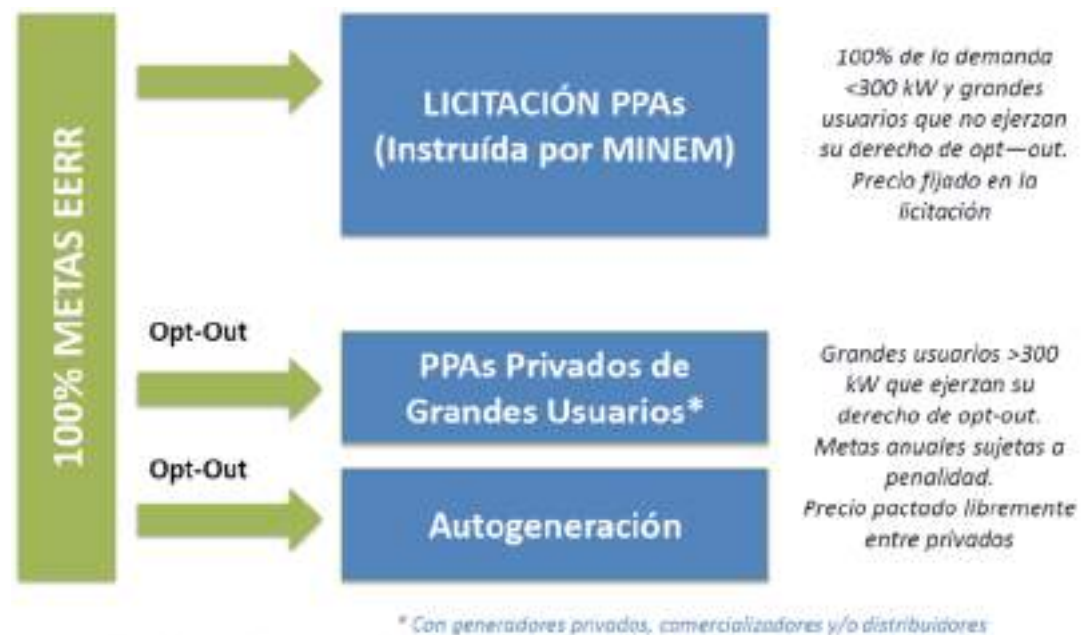 100% METAS EERR
LICITACIÓN PPAs
(Instruída por MINEM)
100% de la demanda
<300 kW y grandes
usuarios que no ejerzan
su derecho de opt—out.
Precio fijado en la
licitación
Opt-Out
PPAs Privados de
Grandes Usuarios*
Opt-Out
Autogeneración
Grandes usuarios >300
kW que ejerzan su
derecho de opt-out.
Metas anuales sujetas a
penalidad.
Precio pactado libremente
entre privados
* Con generadores privados, comercializadores y/o distribuidores